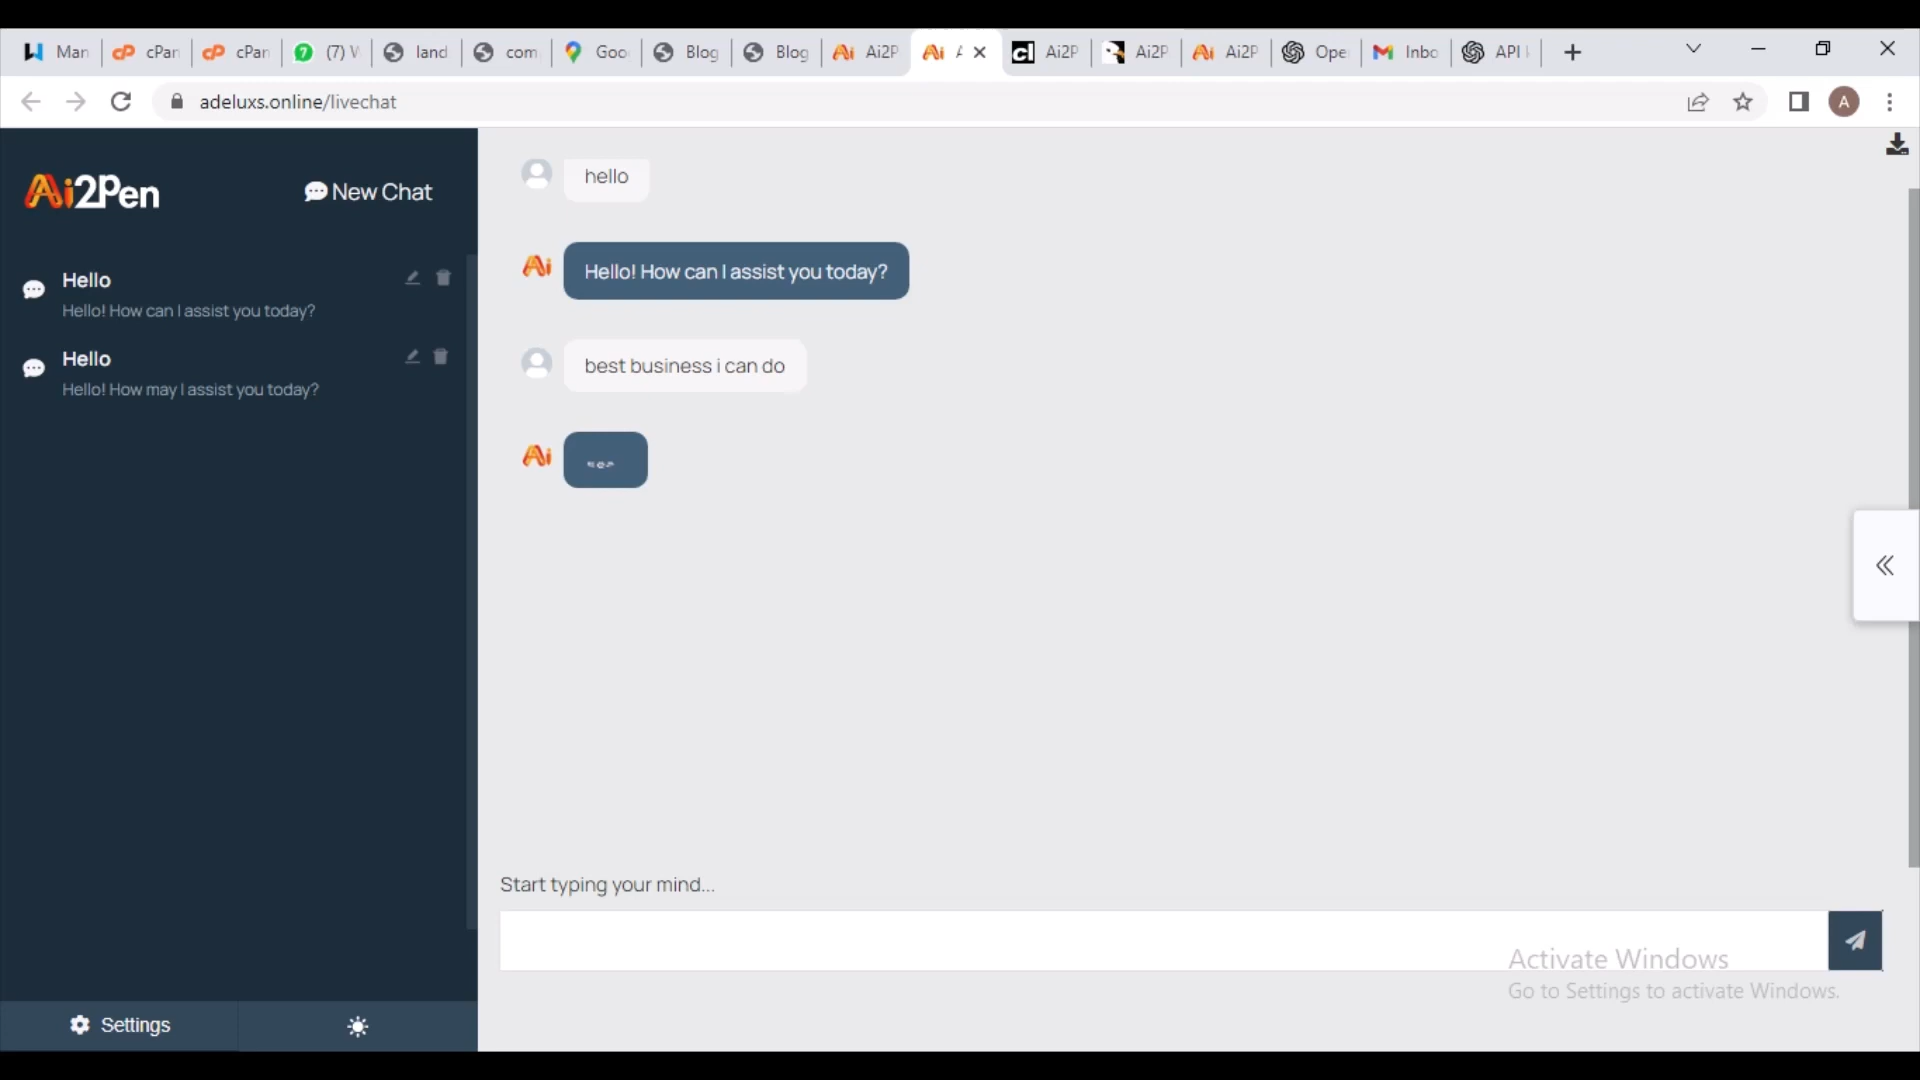 Man
cPan
cPan
(7) W
land
com
Goo
Blog
Blog
Ai2P
Ai2P
Ai2P
Ai2P
Ope
Inbo
API
adeluxs.online/livechat
A
Ai2Pen
New Chat
Hello
Hello! How can I assist you today?
Hello
Hello! How may I assist you today?
Settings
hello
Ai
Hello! How can I assist you today?
best business i can do
Ai
Start typing your mind...
Activate Windows
Go to Settings to activate Windows.